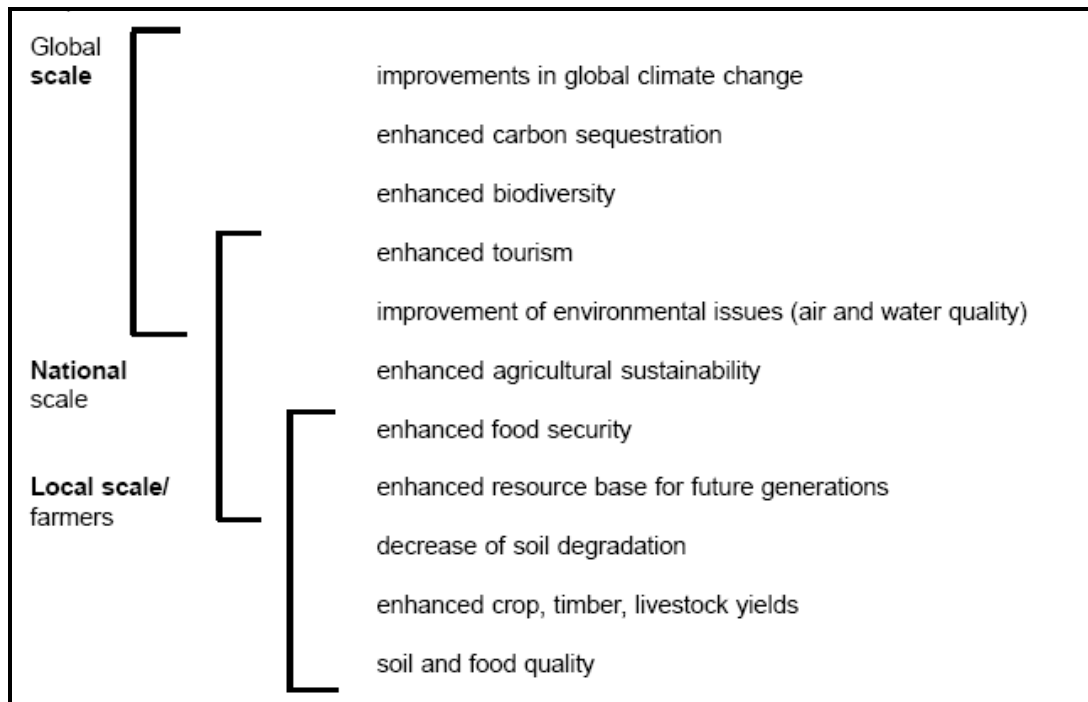 Global
scale
improvements in global climate change
enhanced carbon sequestration
enhanced biodiversity
enhanced tourism
improvement of environmental issues (air and water quality)
National
scale
enhanced agricultural sustainability
enhanced food security
Local scale/
farmers
enhanced resource base for future generations
decrease of soil degradation
enhanced crop, timber, livestock yields
soil and food quality